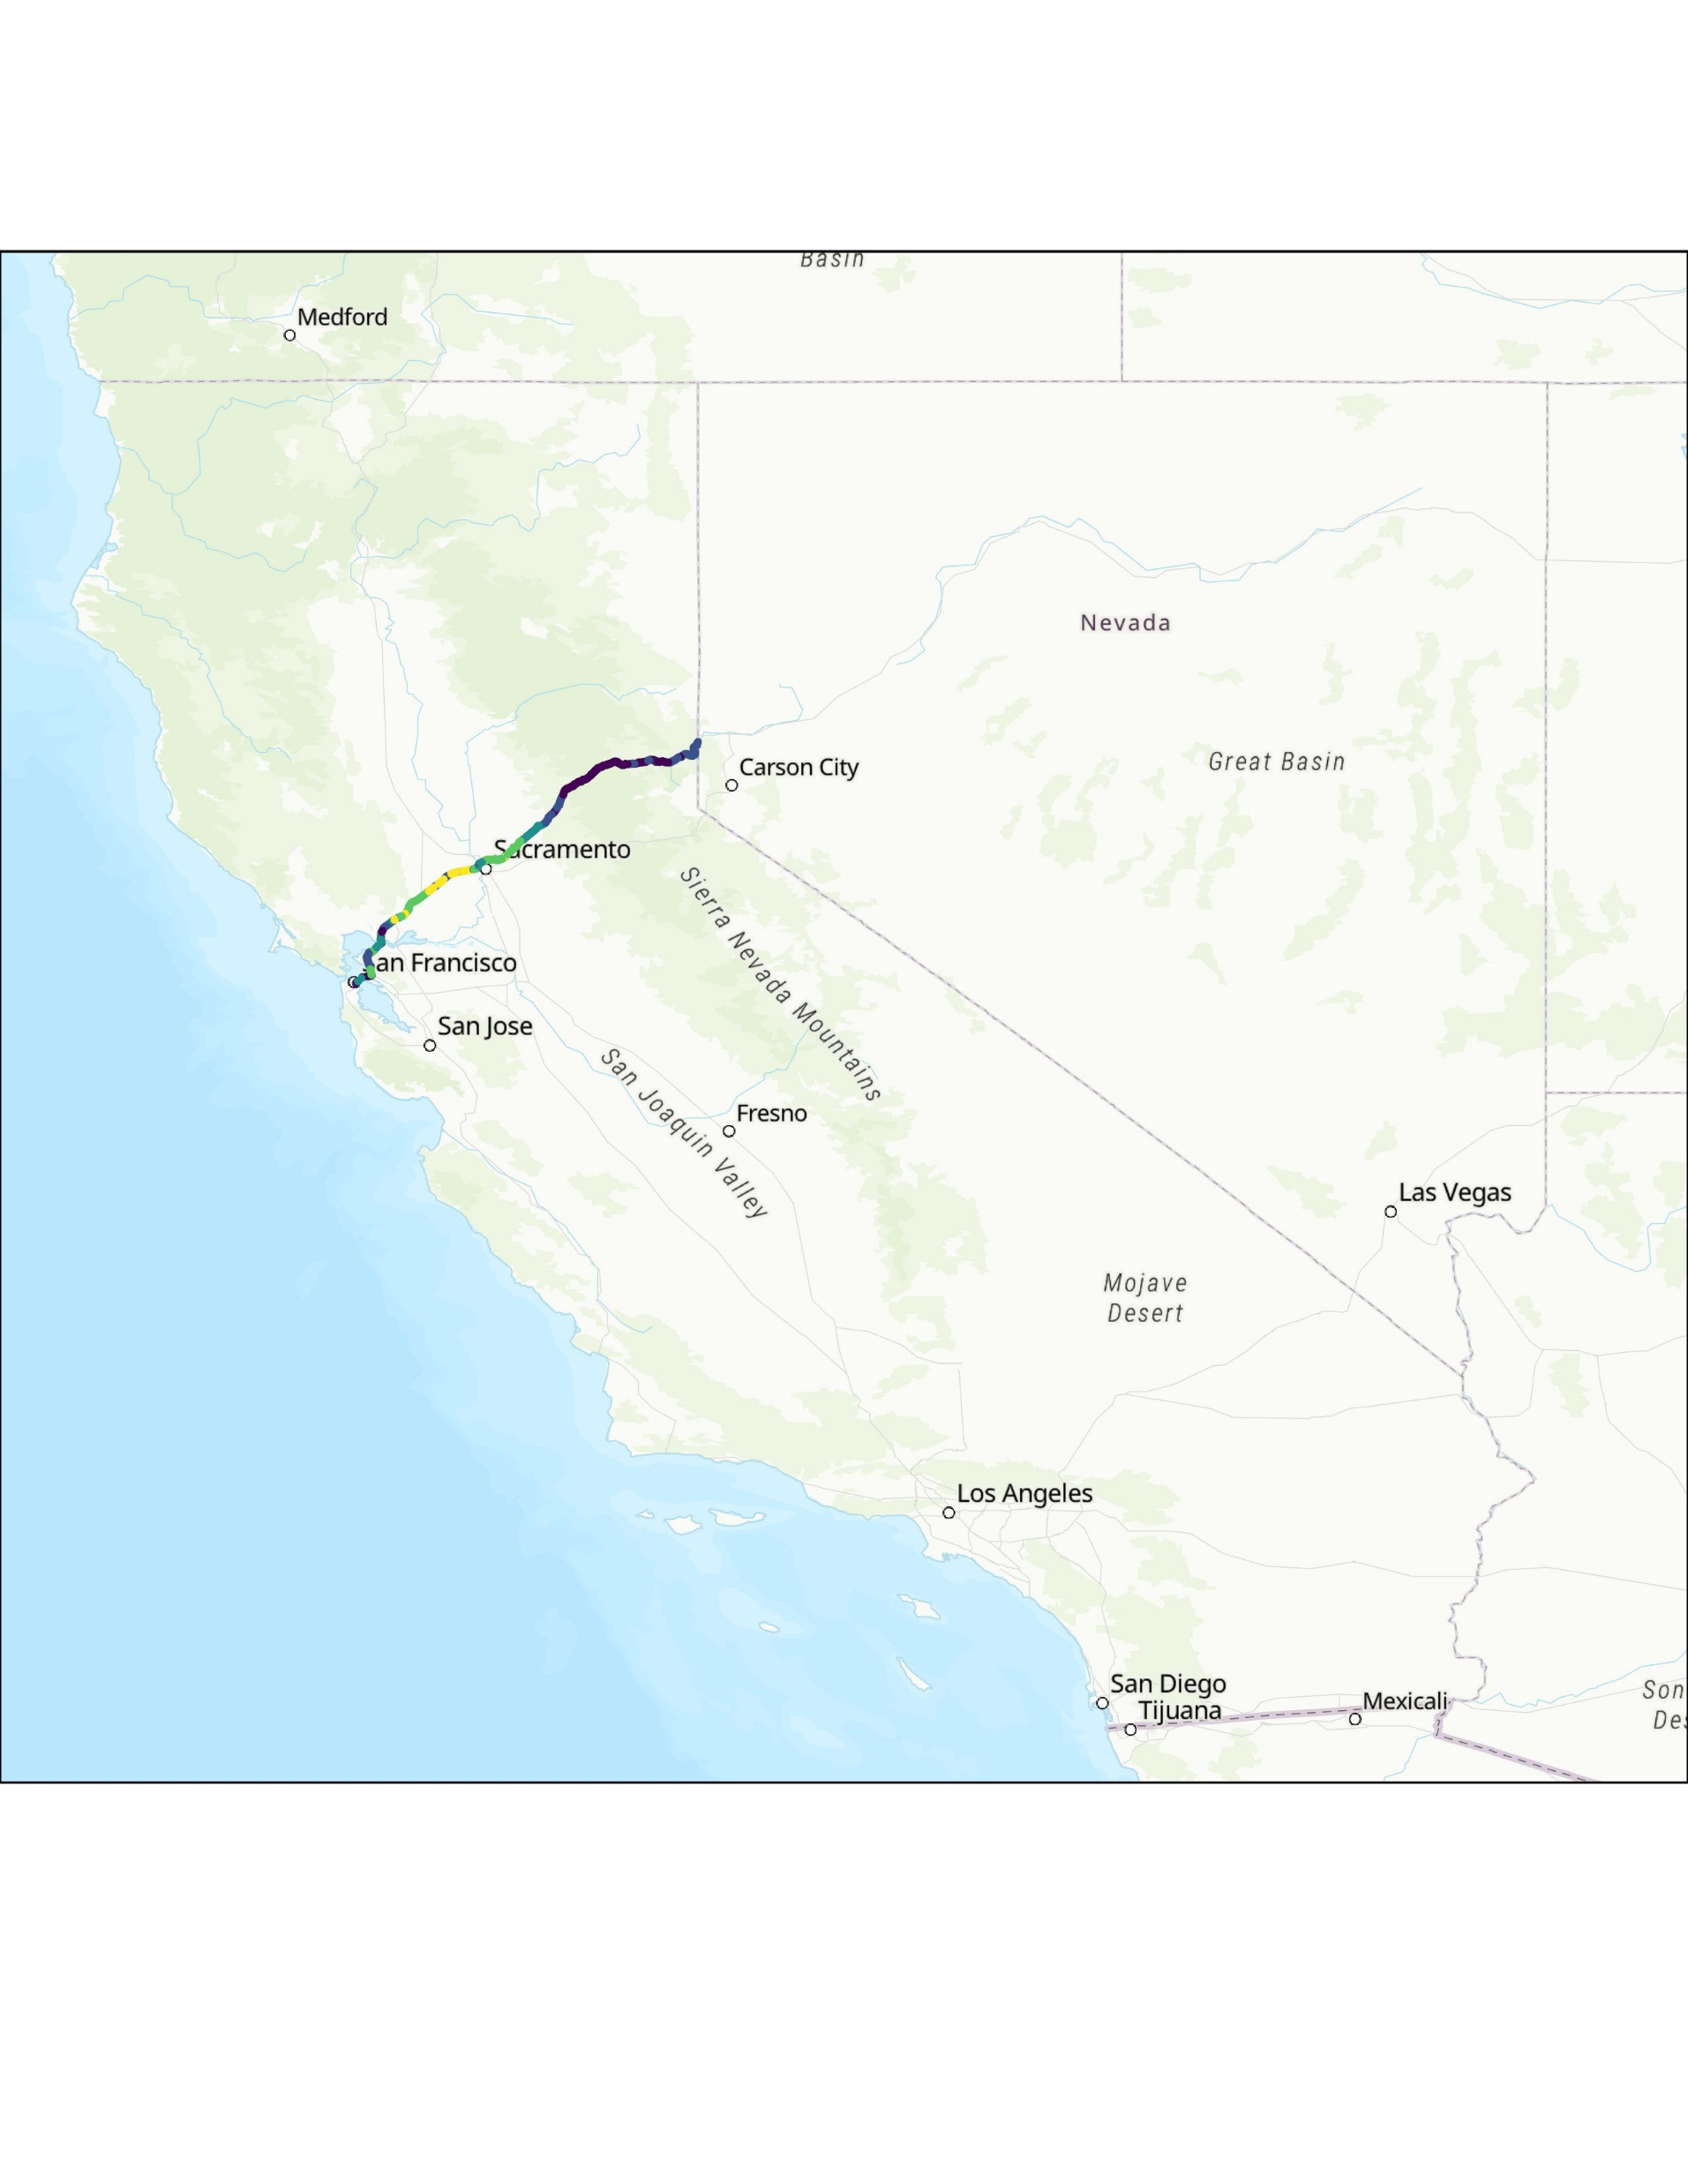 Basin
Medford
Nevada
Carson City
Great Basin
Sacramento
Sierra Nevada Mountains
an Francisco
San Jose
San Joaquin Valley
Fresno
Las Vegas
Mojave
Desert
Los Angeles
San Diego
Tijuana
Mexicali
Son
Des